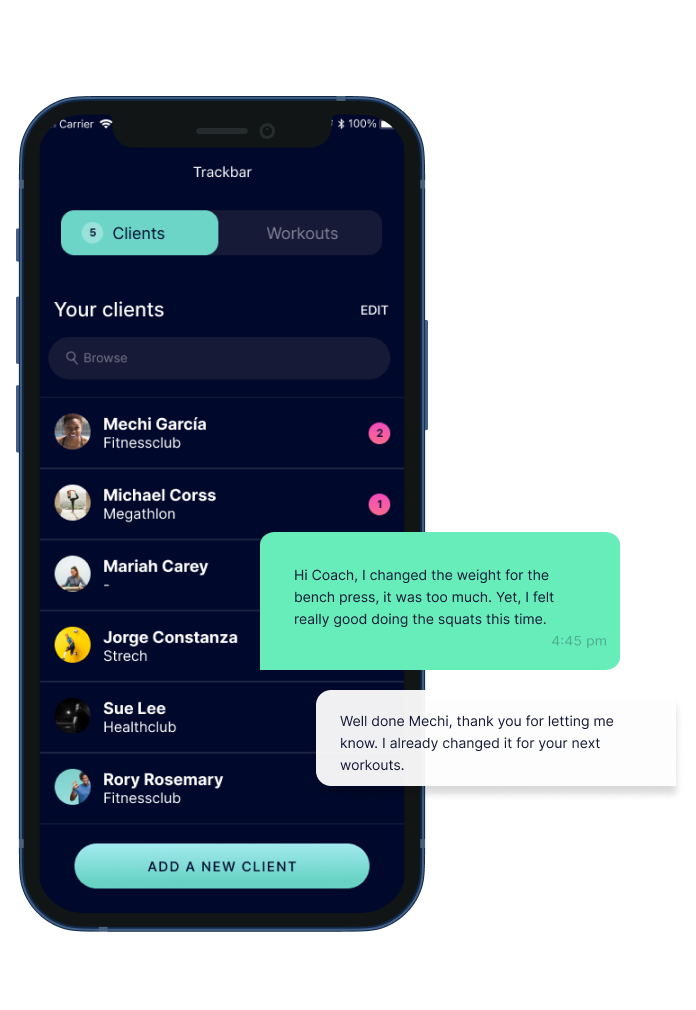 Carrier 100%
Trackbar
5 Clients Workouts
Your clients EDIT
Browse
Mechi García
Fitnessclub
2
Michael Corss
Megathlon
1
Mariah Carey
-
Jorge Constanza
Strech
Sue Lee
Healthclub
Rory Rosemary
Fitnessclub
ADD A NEW CLIENT
Hi Coach, I changed the weight for the
bench press, it was too much. Yet, I felt
really good doing the squats this time.
4:45 pm
Well done Mechi, thank you for letting me
know. I already changed it for your next
workouts.